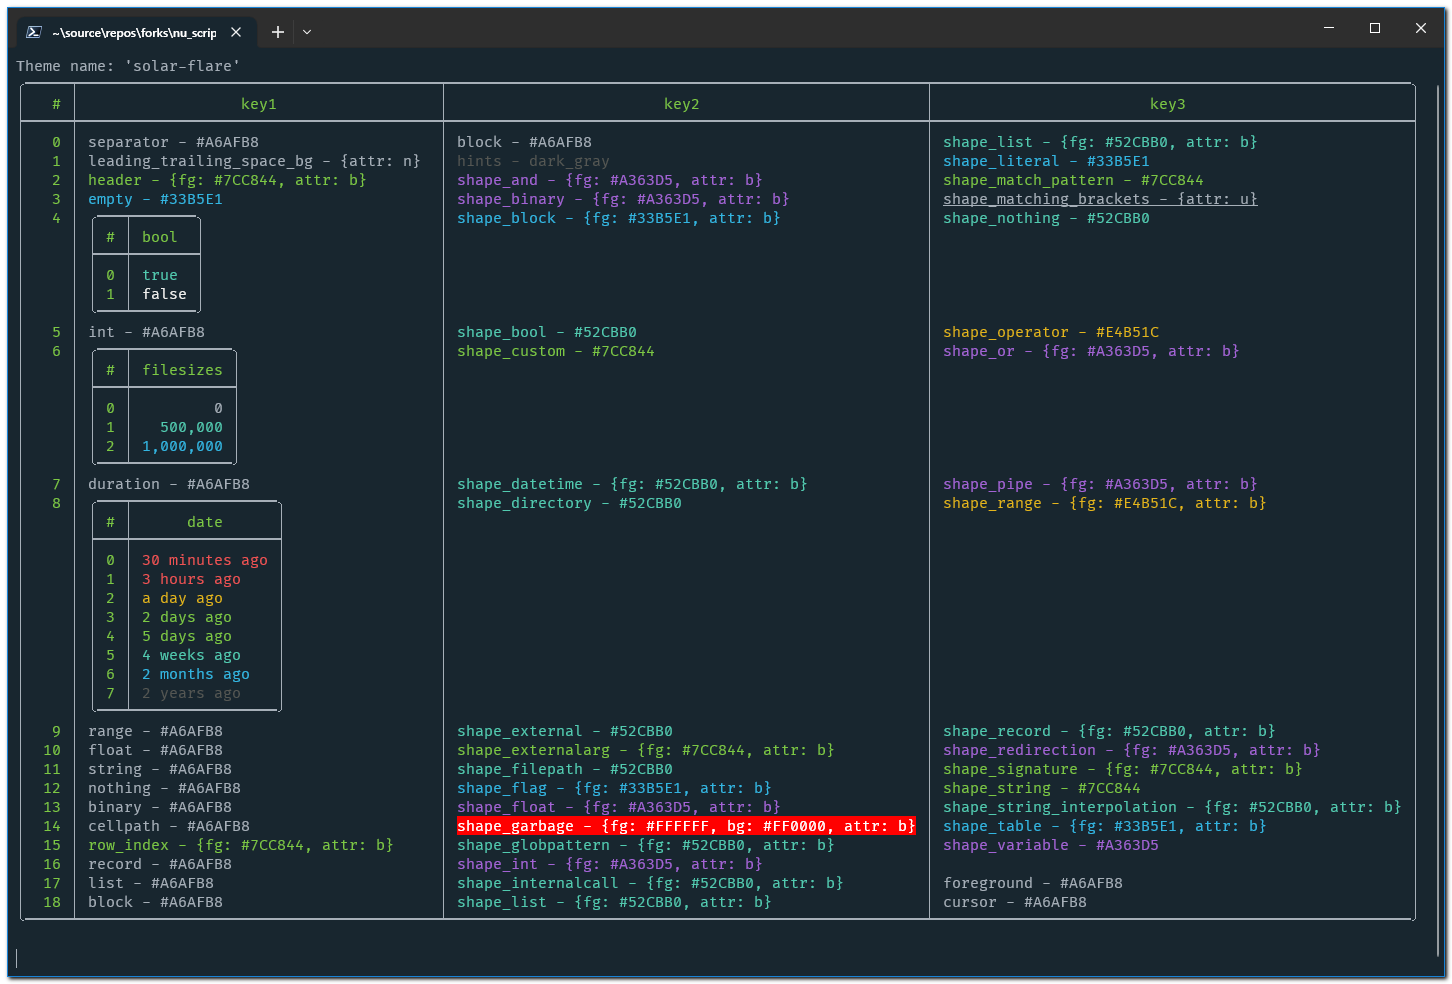 ~\source\repos\forks\nu_scrip
Theme name: 'solar-flare'
# key1 key2 key3
0 separator - #A6AFB8 block - #A6AFB8 shape_list - {fg: #52CBB0, attr: b}
1 leading_trailing_space_bg - {attr: n} hints - dark_gray shape_literal - #33B5E1
2 header - {fg: #7CC844, attr: b} shape_and - {fg: #A363D5, attr: b} shape_match_pattern - #7CC844
3 empty - #33B5E1 shape_binary - {fg: #A363D5, attr: b} shape_matching_brackets - {attr: u}
4 shape_block - {fg: #33B5E1, attr: b} shape_nothing - #52CBB0
# bool
0 true
1 false
5 int - #A6AFB8 shape_bool - #52CBB0 shape_operator - #E4B51C
6 shape_custom - #7CC844 shape_or - {fg: #A363D5, attr: b}
# filesizes
0 0
1 500,000
2 1,000,000
7 duration - #A6AFB8 shape_datetime - {fg: #52CBB0, attr: b} shape_pipe - {fg: #A363D5, attr: b}
8 shape_directory - #52CBB0 shape_range - {fg: #E4B51C, attr: b}
# date
0 30 minutes ago
1 3 hours ago
2 a day ago
3 2 days ago
4 5 days ago
5 4 weeks ago
6 2 months ago
7 2 years ago
9 range - #A6AFB8 shape_external - #52CBB0 shape_record - {fg: #52CBB0, attr: b}
10 float - #A6AFB8 shape_externalarg - {fg: #7CC844, attr: b} shape_redirection - {fg: #A363D5, attr: b}
11 string - #A6AFB8 shape_filepath - #52CBB0 shape_signature - {fg: #7CC844, attr: b}
12 nothing - #A6AFB8 shape_flag - {fg: #33B5E1, attr: b} shape_string - #7CC844
13 binary - #A6AFB8 shape_float - {fg: #A363D5, attr: b} shape_string_interpolation - {fg: #52CBB0, attr: b}
14 cellpath - #A6AFB8 shape_garbage - {fg: #FFFFFF, bg: #FF0000, attr: b} shape_table - {fg: #33B5E1, attr: b}
15 row_index - {fg: #7CC844, attr: b} shape_globpattern - {fg: #52CBB0, attr: b} shape_variable - #A363D5
16 record - #A6AFB8 shape_int - {fg: #A363D5, attr: b}
17 list - #A6AFB8 shape_internalcall - {fg: #52CBB0, attr: b} foreground - #A6AFB8
18 block - #A6AFB8 shape_list - {fg: #52CBB0, attr: b} cursor - #A6AFB8